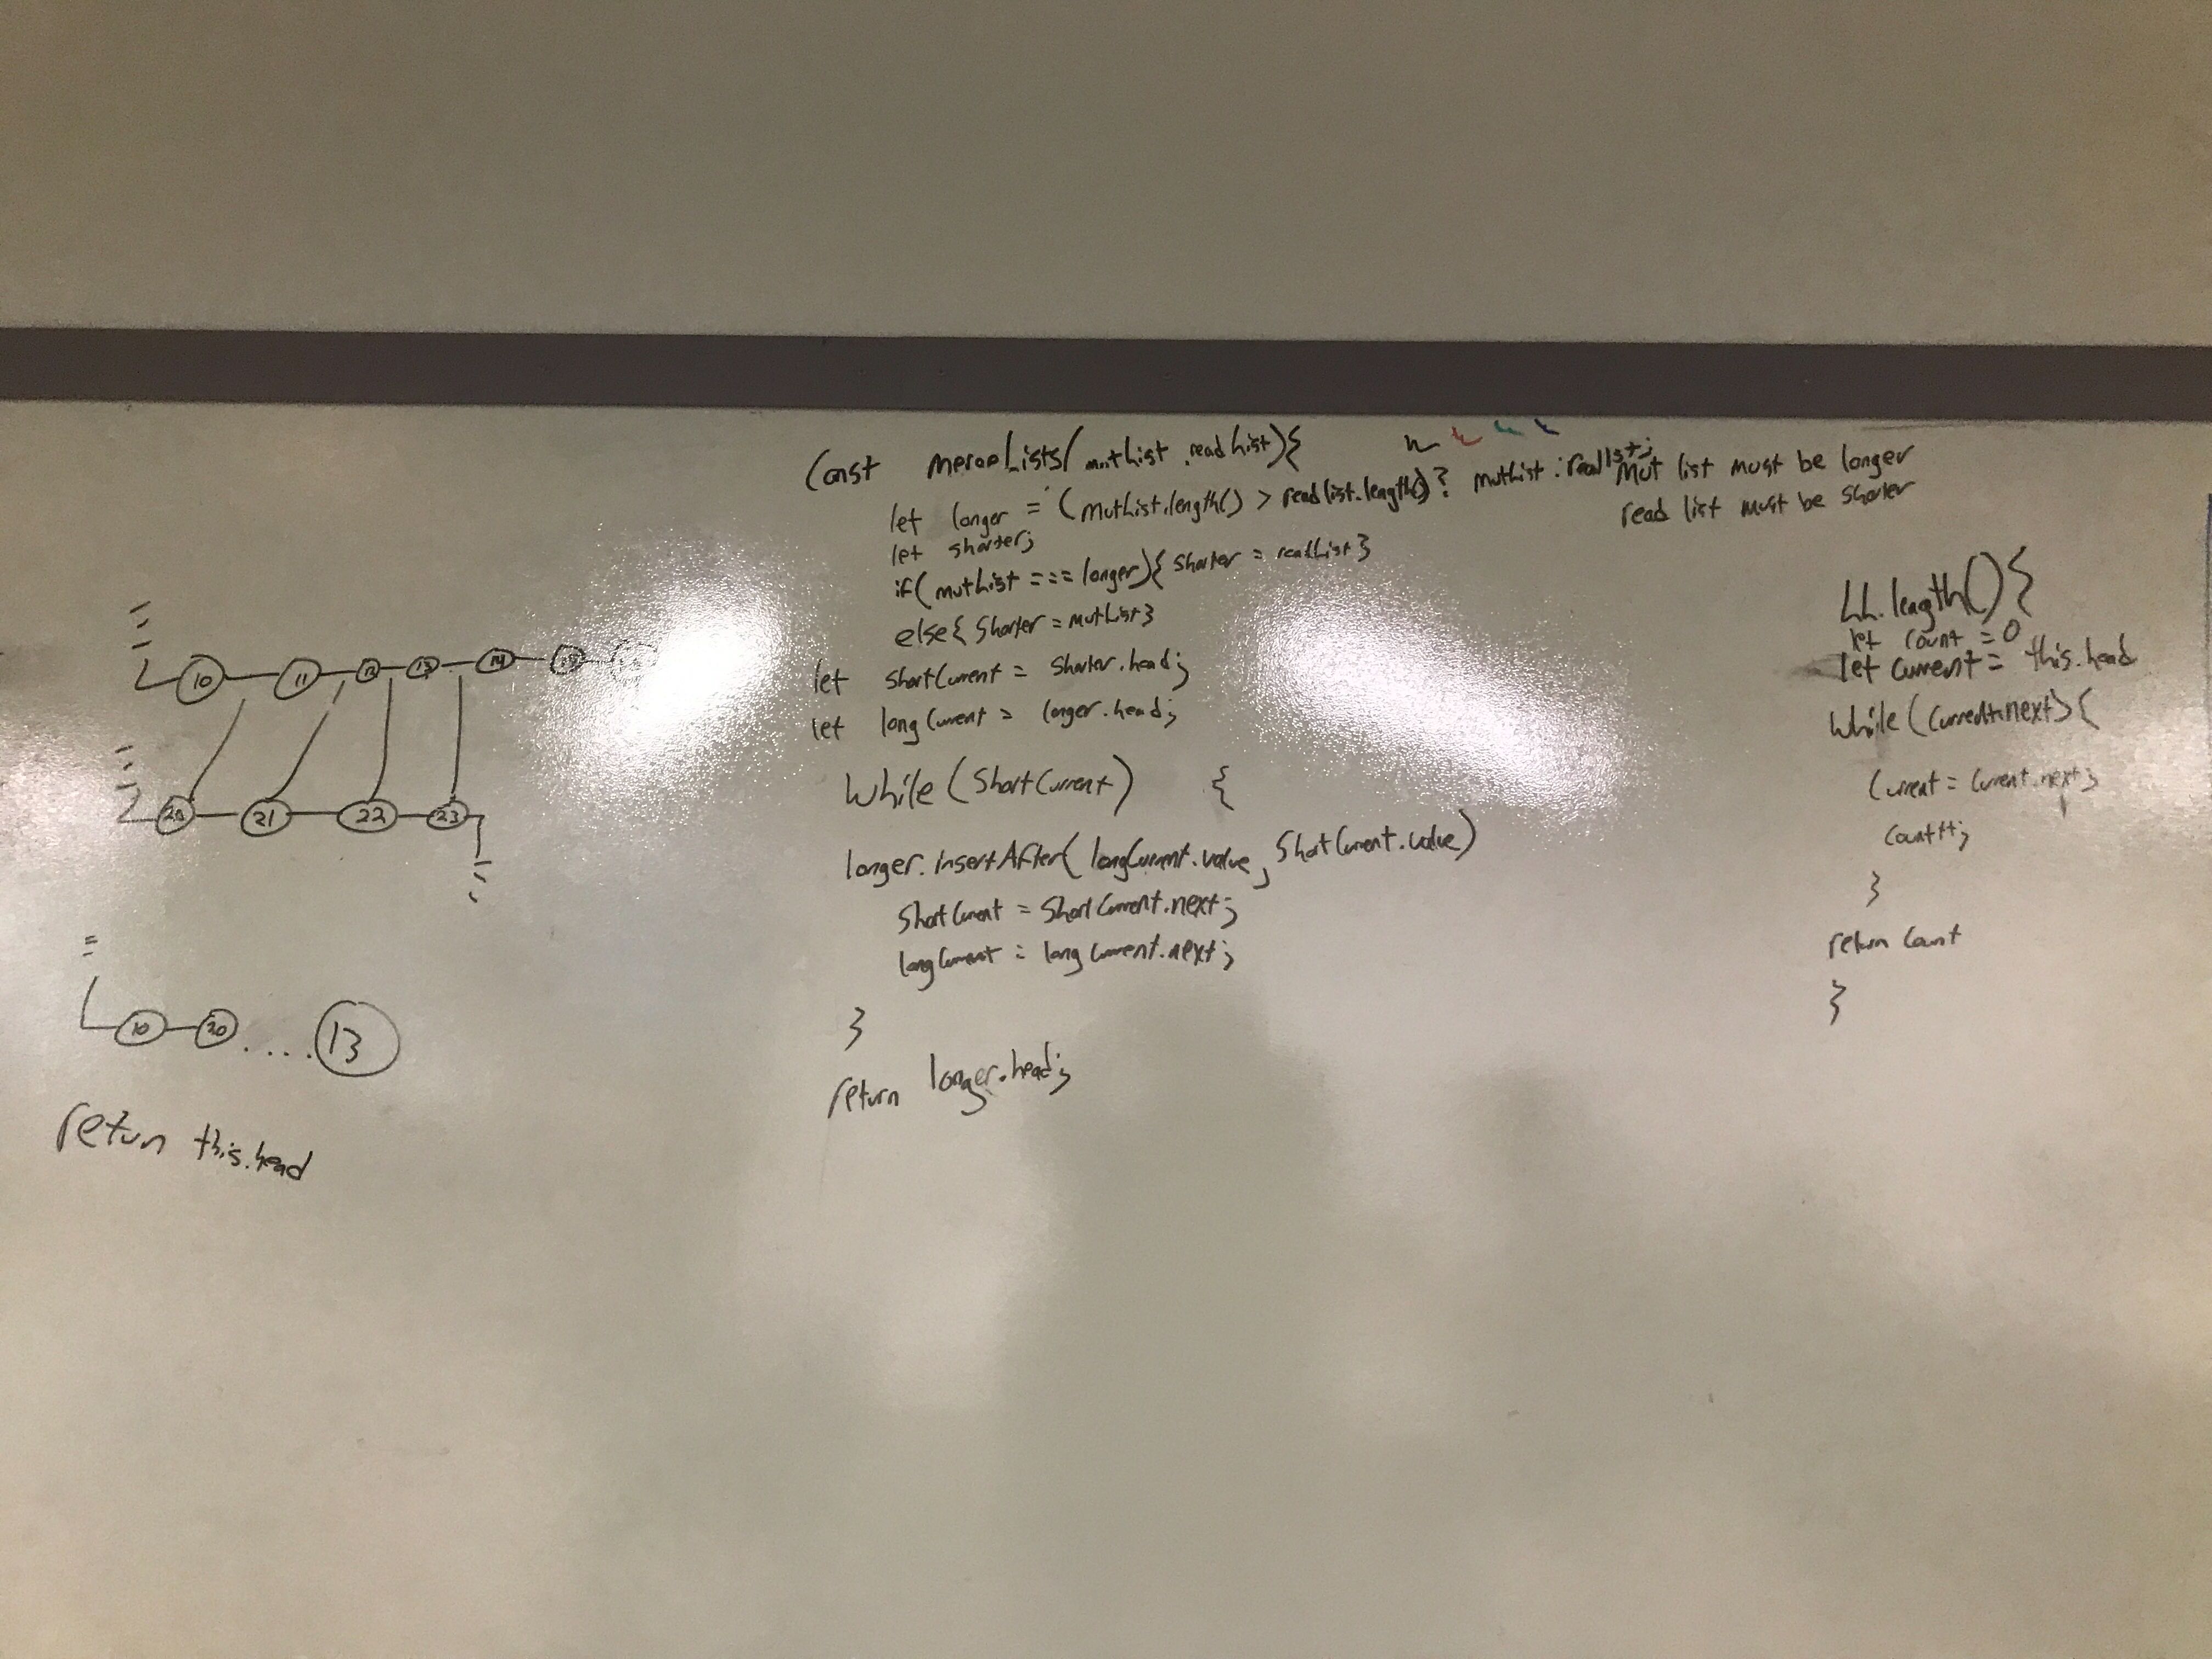 10 11 12 13 14 15
20 21 22 23
10 20 .... 13
return this.head
Const mergeLists(mutList, readList){
let longer = (mutList.length() > readlist.length()? mutList : readlist;
let shorter;
if(mutList === longer){ shorter = readList}
else{ shorter = mutList}
let shortCurrent = shorter.head;
let longCurrent = longer.head;
while (shortCurrent) {
longer.insertAfter( longCurrent.value, shortCurrent.value)
shortCurrent = shortCurrent.next;
longCurrent = longCurrent.next;
}
return longer.head;
Mut list must be longer
read list must be shorter
LL.length(){
let count = 0
let current = this.head
while (current.next){
current = current.next;
count++;
}
return count
}